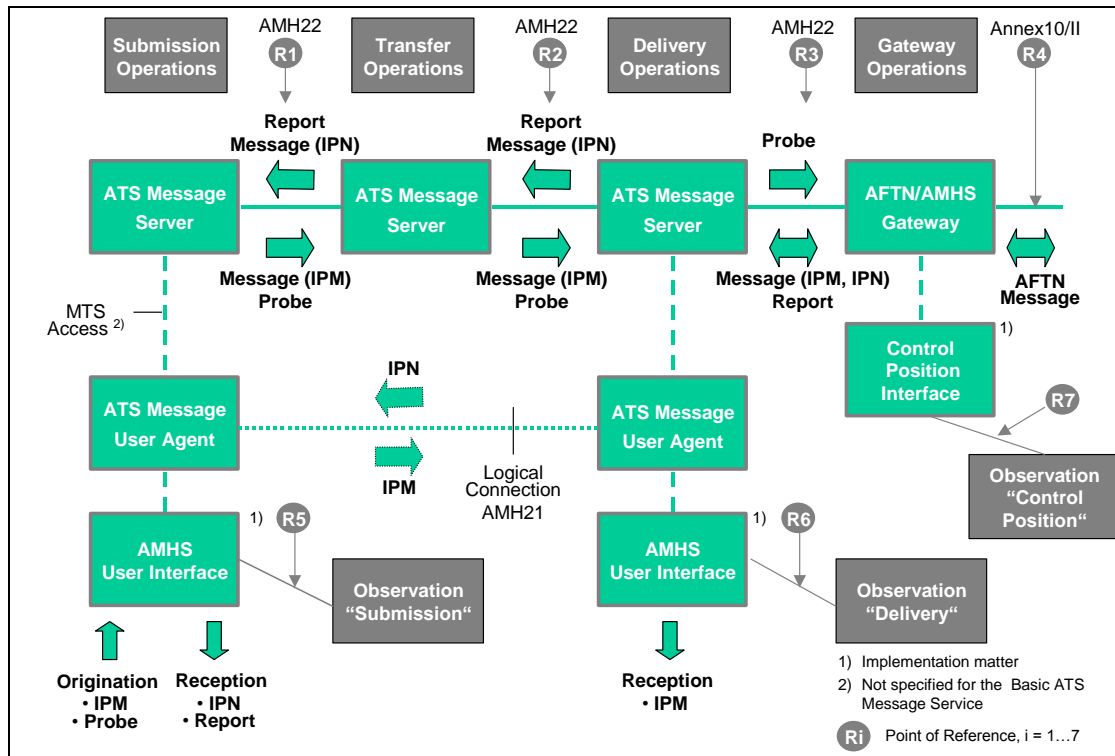 Submission
Operations
AMH22
R1
Transfer
Operations
AMH22
R2
Delivery
Operations
AMH22
R3
Gateway
Operations
Annex10/II
R4
Report
Message (IPN)
Report
Message (IPN)
Probe
ATS Message
Server
ATS Message
Server
ATS Message
Server
AFTN/AMHS
Gateway
Message (IPM)
Probe
Message (IPM)
Probe
Message (IPM, IPN)
Report
AFTN
Message
MTS
Access 2)
1)
Control
Position
Interface
R7
IPN
ATS Message
User Agent
ATS Message
User Agent
IPM
Logical
Connection
AMH21
Observation
“Control
Position“
1)
R5
1)
R6
AMHS
User Interface
AMHS
User Interface
Observation
“Submission“
Observation
“Delivery“
Origination
• IPM
• Probe
Reception
• IPN
• Report
Reception
• IPM
1) Implementation matter
2) Not specified for the Basic ATS
Message Service
Ri Point of Reference, i = 1...7